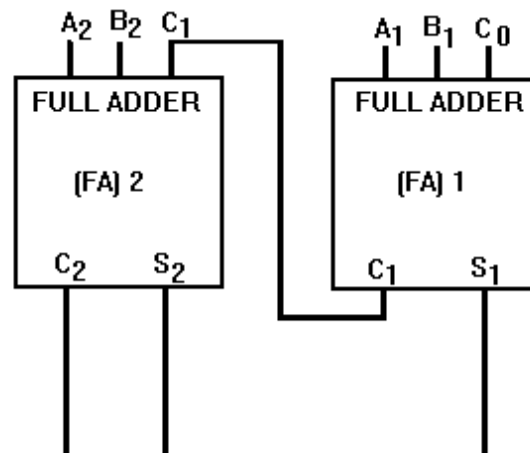 A₂ B₂ C₁ A₁ B₁ C₀
FULL ADDER FULL ADDER
(FA) 2 (FA) 1
C₂ S₂ C₁ S₁